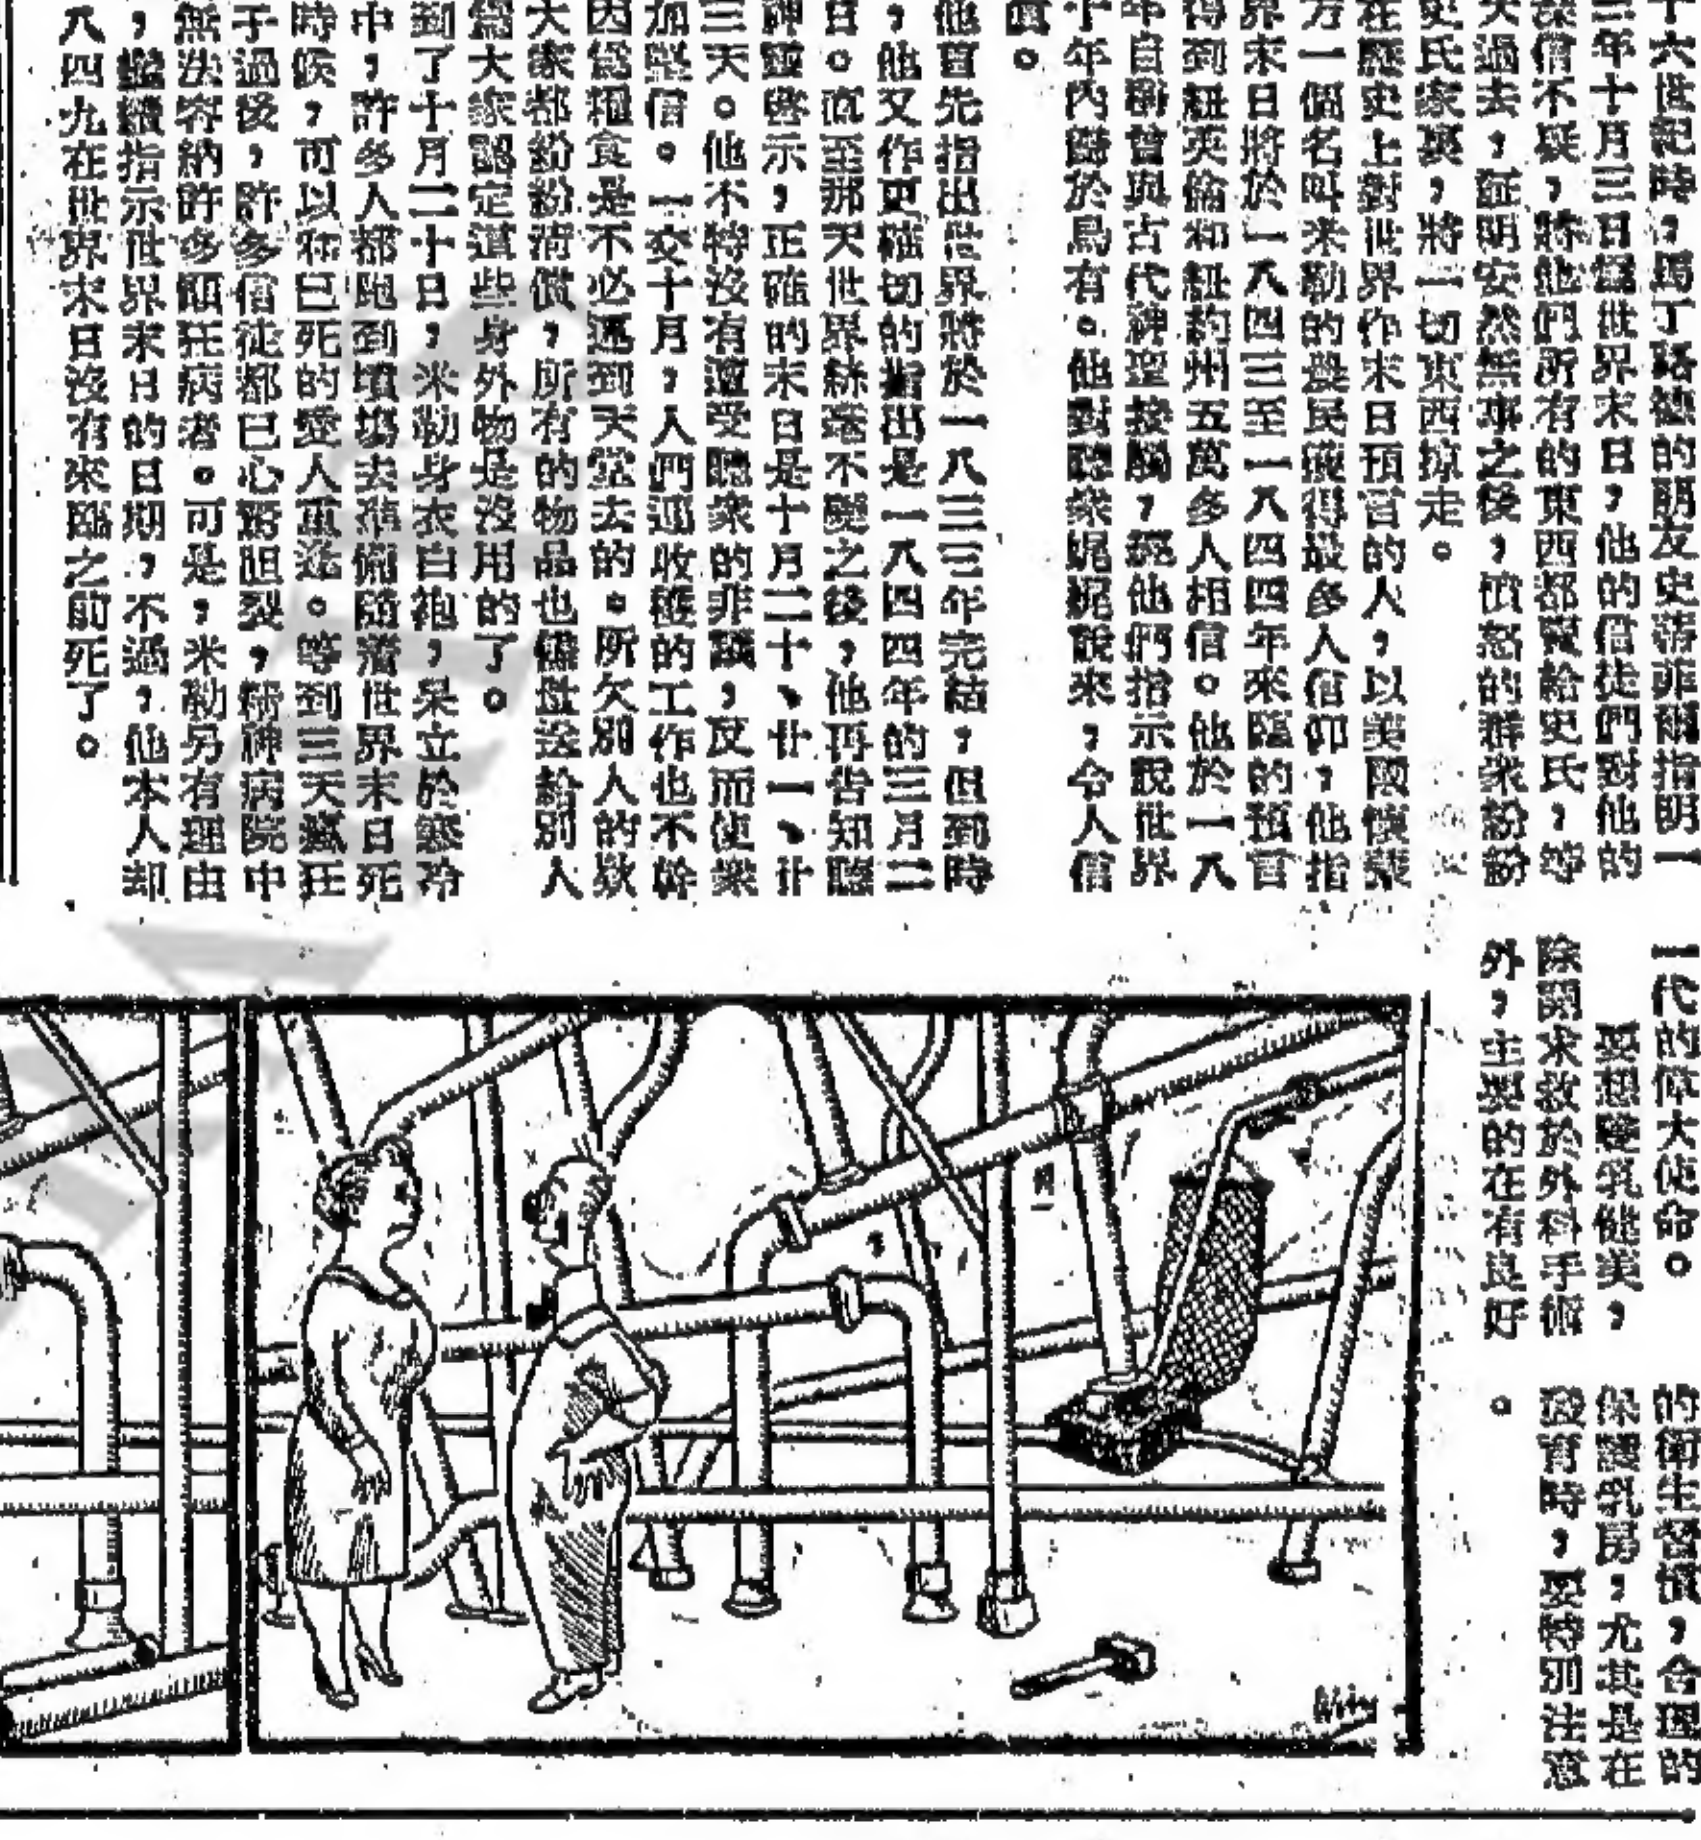 十六世紀時，馬丁路德的朋友史蒂菲爾指明一
三年十月三日為世界末日，他的信徒們對他的
深信不疑，將他們所有的東西都賣給史氏，等
天過去，証明安然無事之後，憤怒的群衆紛紛
史氏家裏，將一切東西掠走。
在歷史上對世界作末日預言的人，以美國
方一個名叫米勒的農民獲得最多人信仰，他指
界末日將於一八四三至一八四四年來臨的預言
得到紐英倫和紐約州五萬多人相信。他於一八
年自稱曾與古代神聖接觸，經他們指示說世界
十年內歸於烏有。他對聽衆娓娓說來，令人信
眞。
他首先指出世界將於一八三三年完結，但到時
，他又作更確切的指出是一八四四年的三月二
日。直至那天世界絲毫不變之後，他再告知
神靈啓示，正確的末日是十月二十、廿一、廿
三天。他不特沒有遭受聽衆的非議，反而使衆
加堅信。一交十月，人們連收穫的工作也不幹
因爲糧食是不必遞到天堂去的。所欠別人的欵
大家都紛紛清償，所有的物品也儘量送給別人
爲大家認定這些身外物是沒用的了。
到了十月二十日，米勒身衣白袍，呆立於寒冷
中，許多人都跑到墳塲去準備隨着世界末日死
時候，可以和已死的愛人重逢。等到三天瘋狂
子過後，許多信徒都已心驚胆裂，精神病院中
無法容納許多顚狂病者。可是，米勒另有理由
，繼續指示世界末日的日期，不過，他本人却
八四九在世界末日沒有來臨之前死了。
一代的偉大使命。
要想雙乳健美，
除開求救於外科手術
外，主要的在有良好
的衛生習慣，合理的
保護乳房，尤其是在
發育時，要特別注意
。